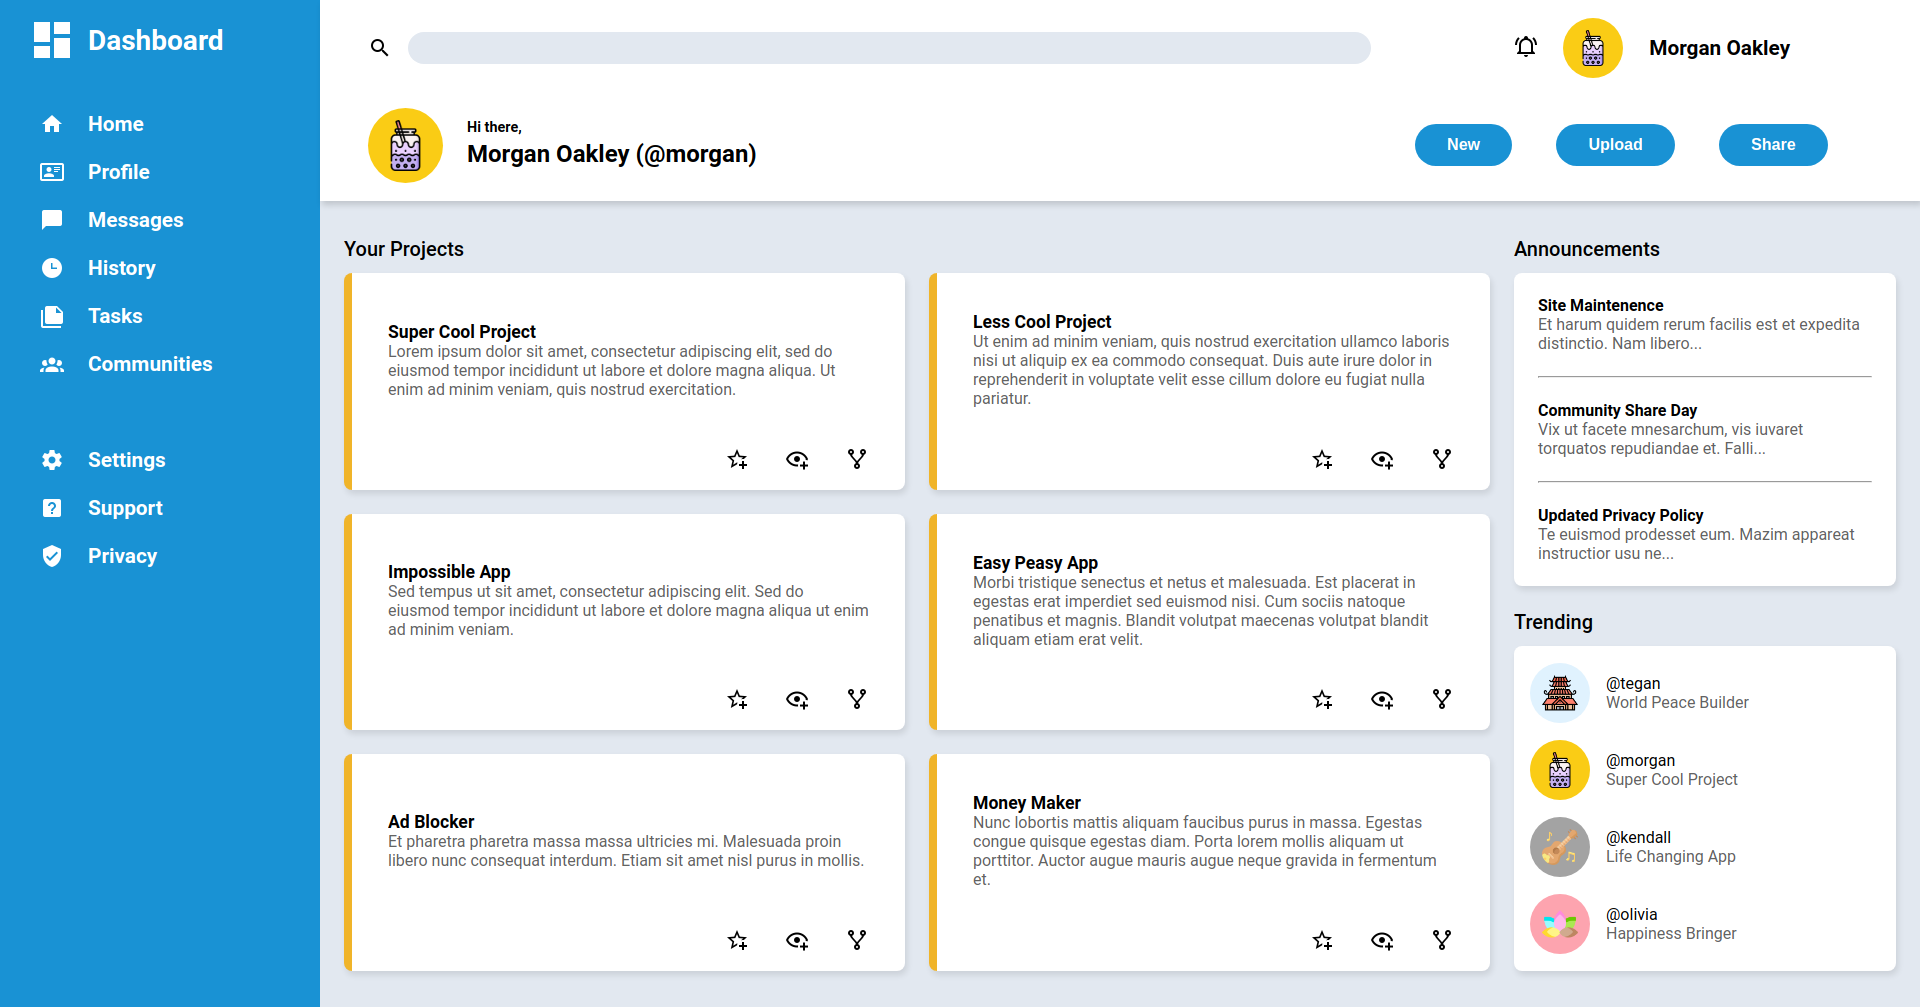 Dashboard
Home
Profile
Messages
History
Tasks
Communities
Settings
Support
Privacy
Morgan Oakley
Hi there,
Morgan Oakley (@morgan)
New
Upload
Share
Your Projects
Super Cool Project
Lorem ipsum dolor sit amet, consectetur adipiscing elit, sed do
eiusmod tempor incididunt ut labore et dolore magna aliqua. Ut
enim ad minim veniam, quis nostrud exercitation.
Less Cool Project
Ut enim ad minim veniam, quis nostrud exercitation ullamco laboris
nisi ut aliquip ex ea commodo consequat. Duis aute irure dolor in
reprehenderit in voluptate velit esse cillum dolore eu fugiat nulla
pariatur.
Impossible App
Sed tempus ut sit amet, consectetur adipiscing elit. Sed do
eiusmod tempor incididunt ut labore et dolore magna aliqua ut enim
ad minim veniam.
Easy Peasy App
Morbi tristique senectus et netus et malesuada. Est placerat in
egestas erat imperdiet sed euismod nisi. Cum sociis natoque
penatibus et magnis. Blandit volutpat maecenas volutpat blandit
aliquam etiam erat velit.
Ad Blocker
Et pharetra pharetra massa massa ultricies mi. Malesuada proin
libero nunc consequat interdum. Etiam sit amet nisl purus in mollis.
Money Maker
Nunc lobortis mattis aliquam faucibus purus in massa. Egestas
congue quisque egestas diam. Porta lorem mollis aliquam ut
porttitor. Auctor augue mauris augue neque gravida in fermentum
et.
Announcements
Site Maintenence
Et harum quidem rerum facilis est et expedita
distinctio. Nam libero...
Community Share Day
Vix ut facete mnesarchum, vis iuvaret
torquatos repudiandae et. Falli...
Updated Privacy Policy
Te euismod prodesset eum. Mazim appareat
instructior usu ne...
Trending
@tegan
World Peace Builder
@morgan
Super Cool Project
@kendall
Life Changing App
@olivia
Happiness Bringer